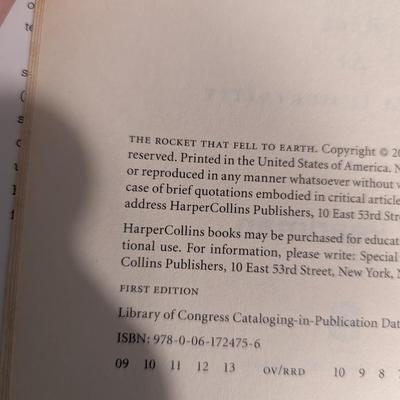 THE ROCKET THAT FELL TO EARTH. Copyright © 20
reserved. Printed in the United States of America. N
or reproduced in any manner whatsoever without w
case of brief quotations embodied in critical article
address HarperCollins Publishers, 10 East 53rd Stre
HarperCollins books may be purchased for educat
tional use. For information, please write: Special
Collins Publishers, 10 East 53rd Street, New York, N
FIRST EDITION
Library of Congress Cataloging-in-Publication Dat
ISBN: 978-0-06-172475-6
09 10 11 12 13 OV/RRD 10 9 8 7